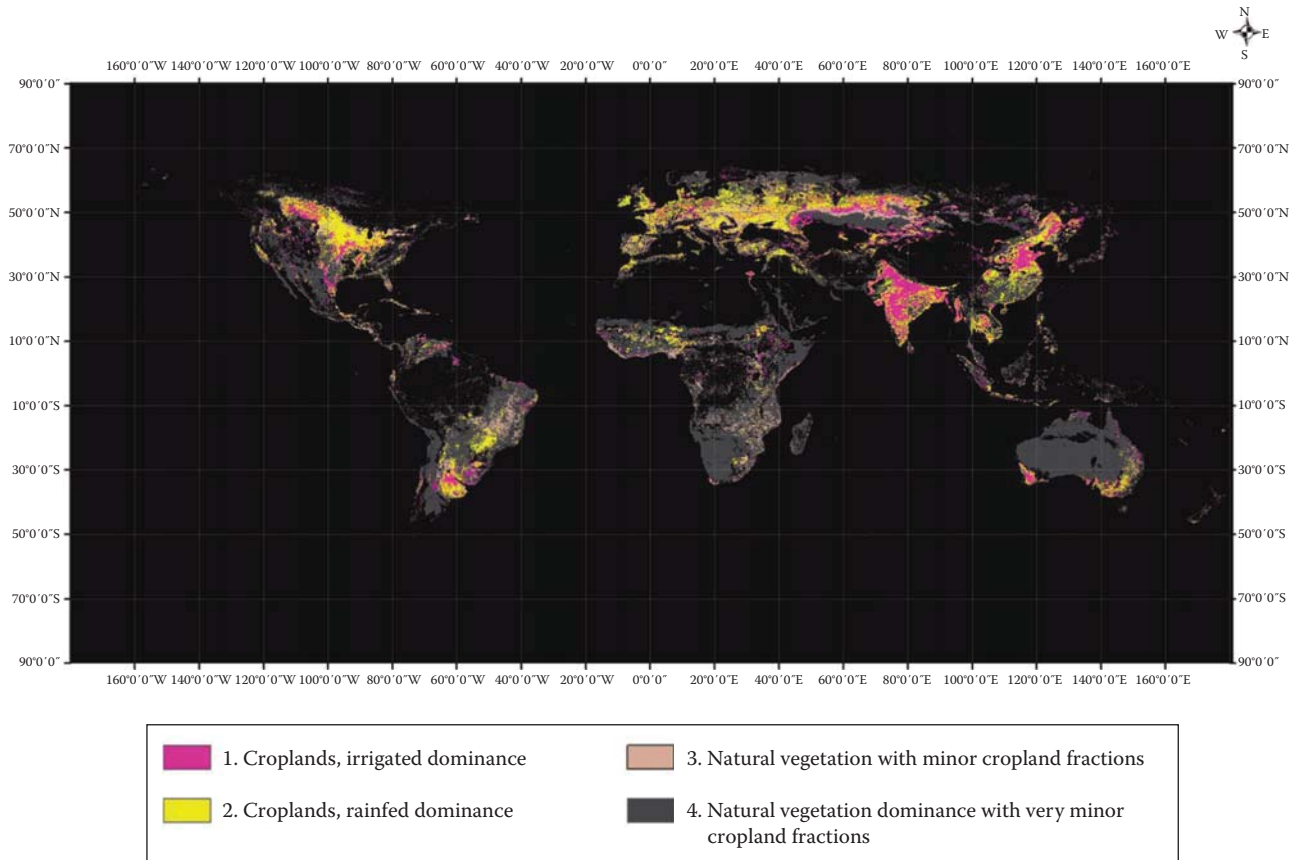 N
W E
S
160°0′0″W 140°0′0″W 120°0′0″W 100°0′0″W 80°0′0″W 60°0′0″W 40°0′0″W 20°0′0″W 0°0′0″ 20°0′0″E 40°0′0″E 60°0′0″E 80°0′0″E 100°0′0″E 120°0′0″E 140°0′0″E 160°0′0″E
90°0′0″ 90°0′0″
70°0′0″N 70°0′0″N
50°0′0″N 50°0′0″N
30°0′0″N 30°0′0″N
10°0′0″N 10°0′0″N
10°0′0″S 10°0′0″S
30°0′0″S 30°0′0″S
50°0′0″S 50°0′0″S
70°0′0″S 70°0′0″S
90°0′0″ 90°0′0″
160°0′0″W 140°0′0″W 120°0′0″W 100°0′0″W 80°0′0″W 60°0′0″W 40°0′0″W 20°0′0″W 0°0′0″E 20°0′0″E 40°0′0″E 60°0′0″E 80°0′0″E 100°0′0″E 120°0′0″E 140°0′0″E 160°0′0″E
1. Croplands, irrigated dominance
2. Croplands, rainfed dominance
3. Natural vegetation with minor cropland fractions
4. Natural vegetation dominance with very minor
cropland fractions